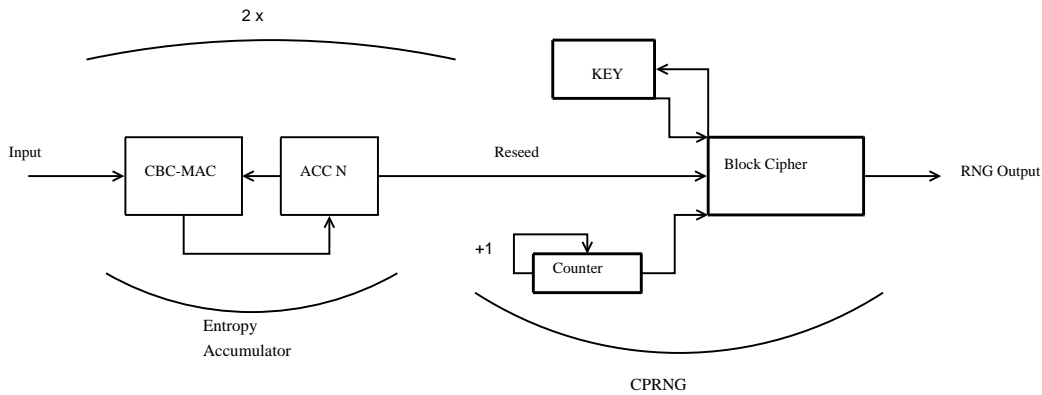 2 x
KEY
Input
CBC-MAC
ACC N
Reseed
Block Cipher
RNG Output
+1
Counter
Entropy
Accumulator
CPRNG